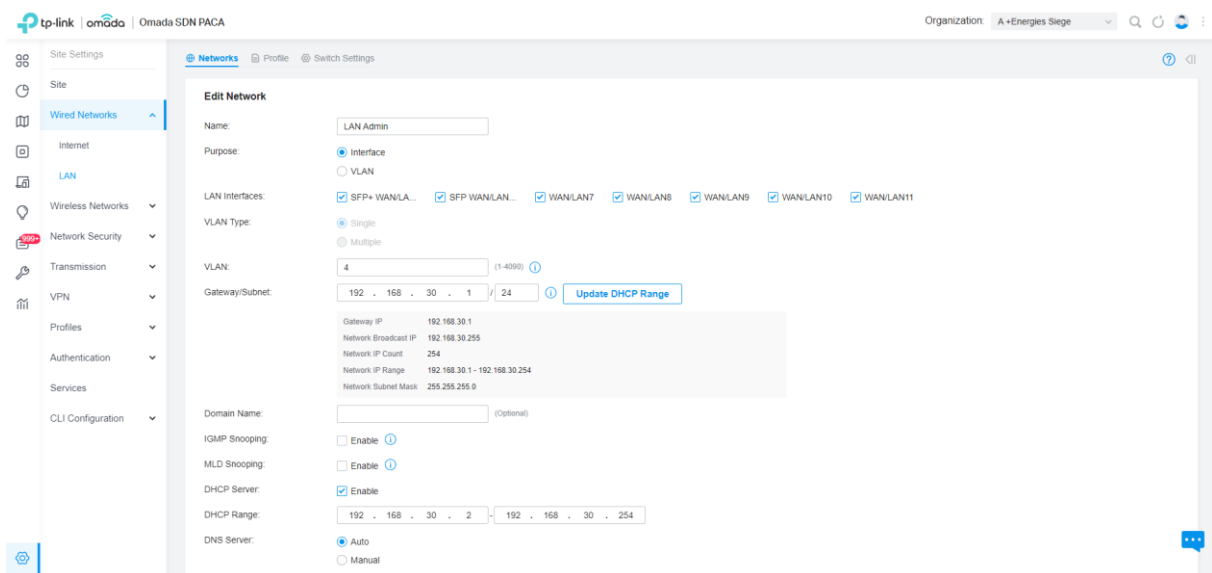 tp-link | omada | Omada SDN PACA
Organization: A+Energies Siege
Site Settings
Networks Profile Switch Settings
Site
Edit Network
Wired Networks
Name: LAN Admin
Internet
Purpose: Interface
VLAN
LAN
LAN Interfaces: SFP+ WAN/LA... SFP WAN/LAN... WAN/LAN7 WAN/LAN8 WAN/LAN9 WAN/LAN10 WAN/LAN11
Wireless Networks
VLAN Type: Single
Multiple
Network Security
999+
Transmission
VLAN: 4 (1-4090)
VPN
Gateway/Subnet: 192 . 168 . 30 . 1 / 24 Update DHCP Range
Profiles
Gateway IP 192.168.30.1
Network Broadcast IP 192.168.30.255
Network IP Count 254
Network IP Range 192.168.30.1 - 192.168.30.254
Network Subnet Mask 255.255.255.0
Authentication
Services
CLI Configuration
Domain Name: (Optional)
IGMP Snooping: Enable
MLD Snooping: Enable
DHCP Server: Enable
DHCP Range: 192 . 168 . 30 . 2 - 192 . 168 . 30 . 254
DNS Server: Auto
Manual